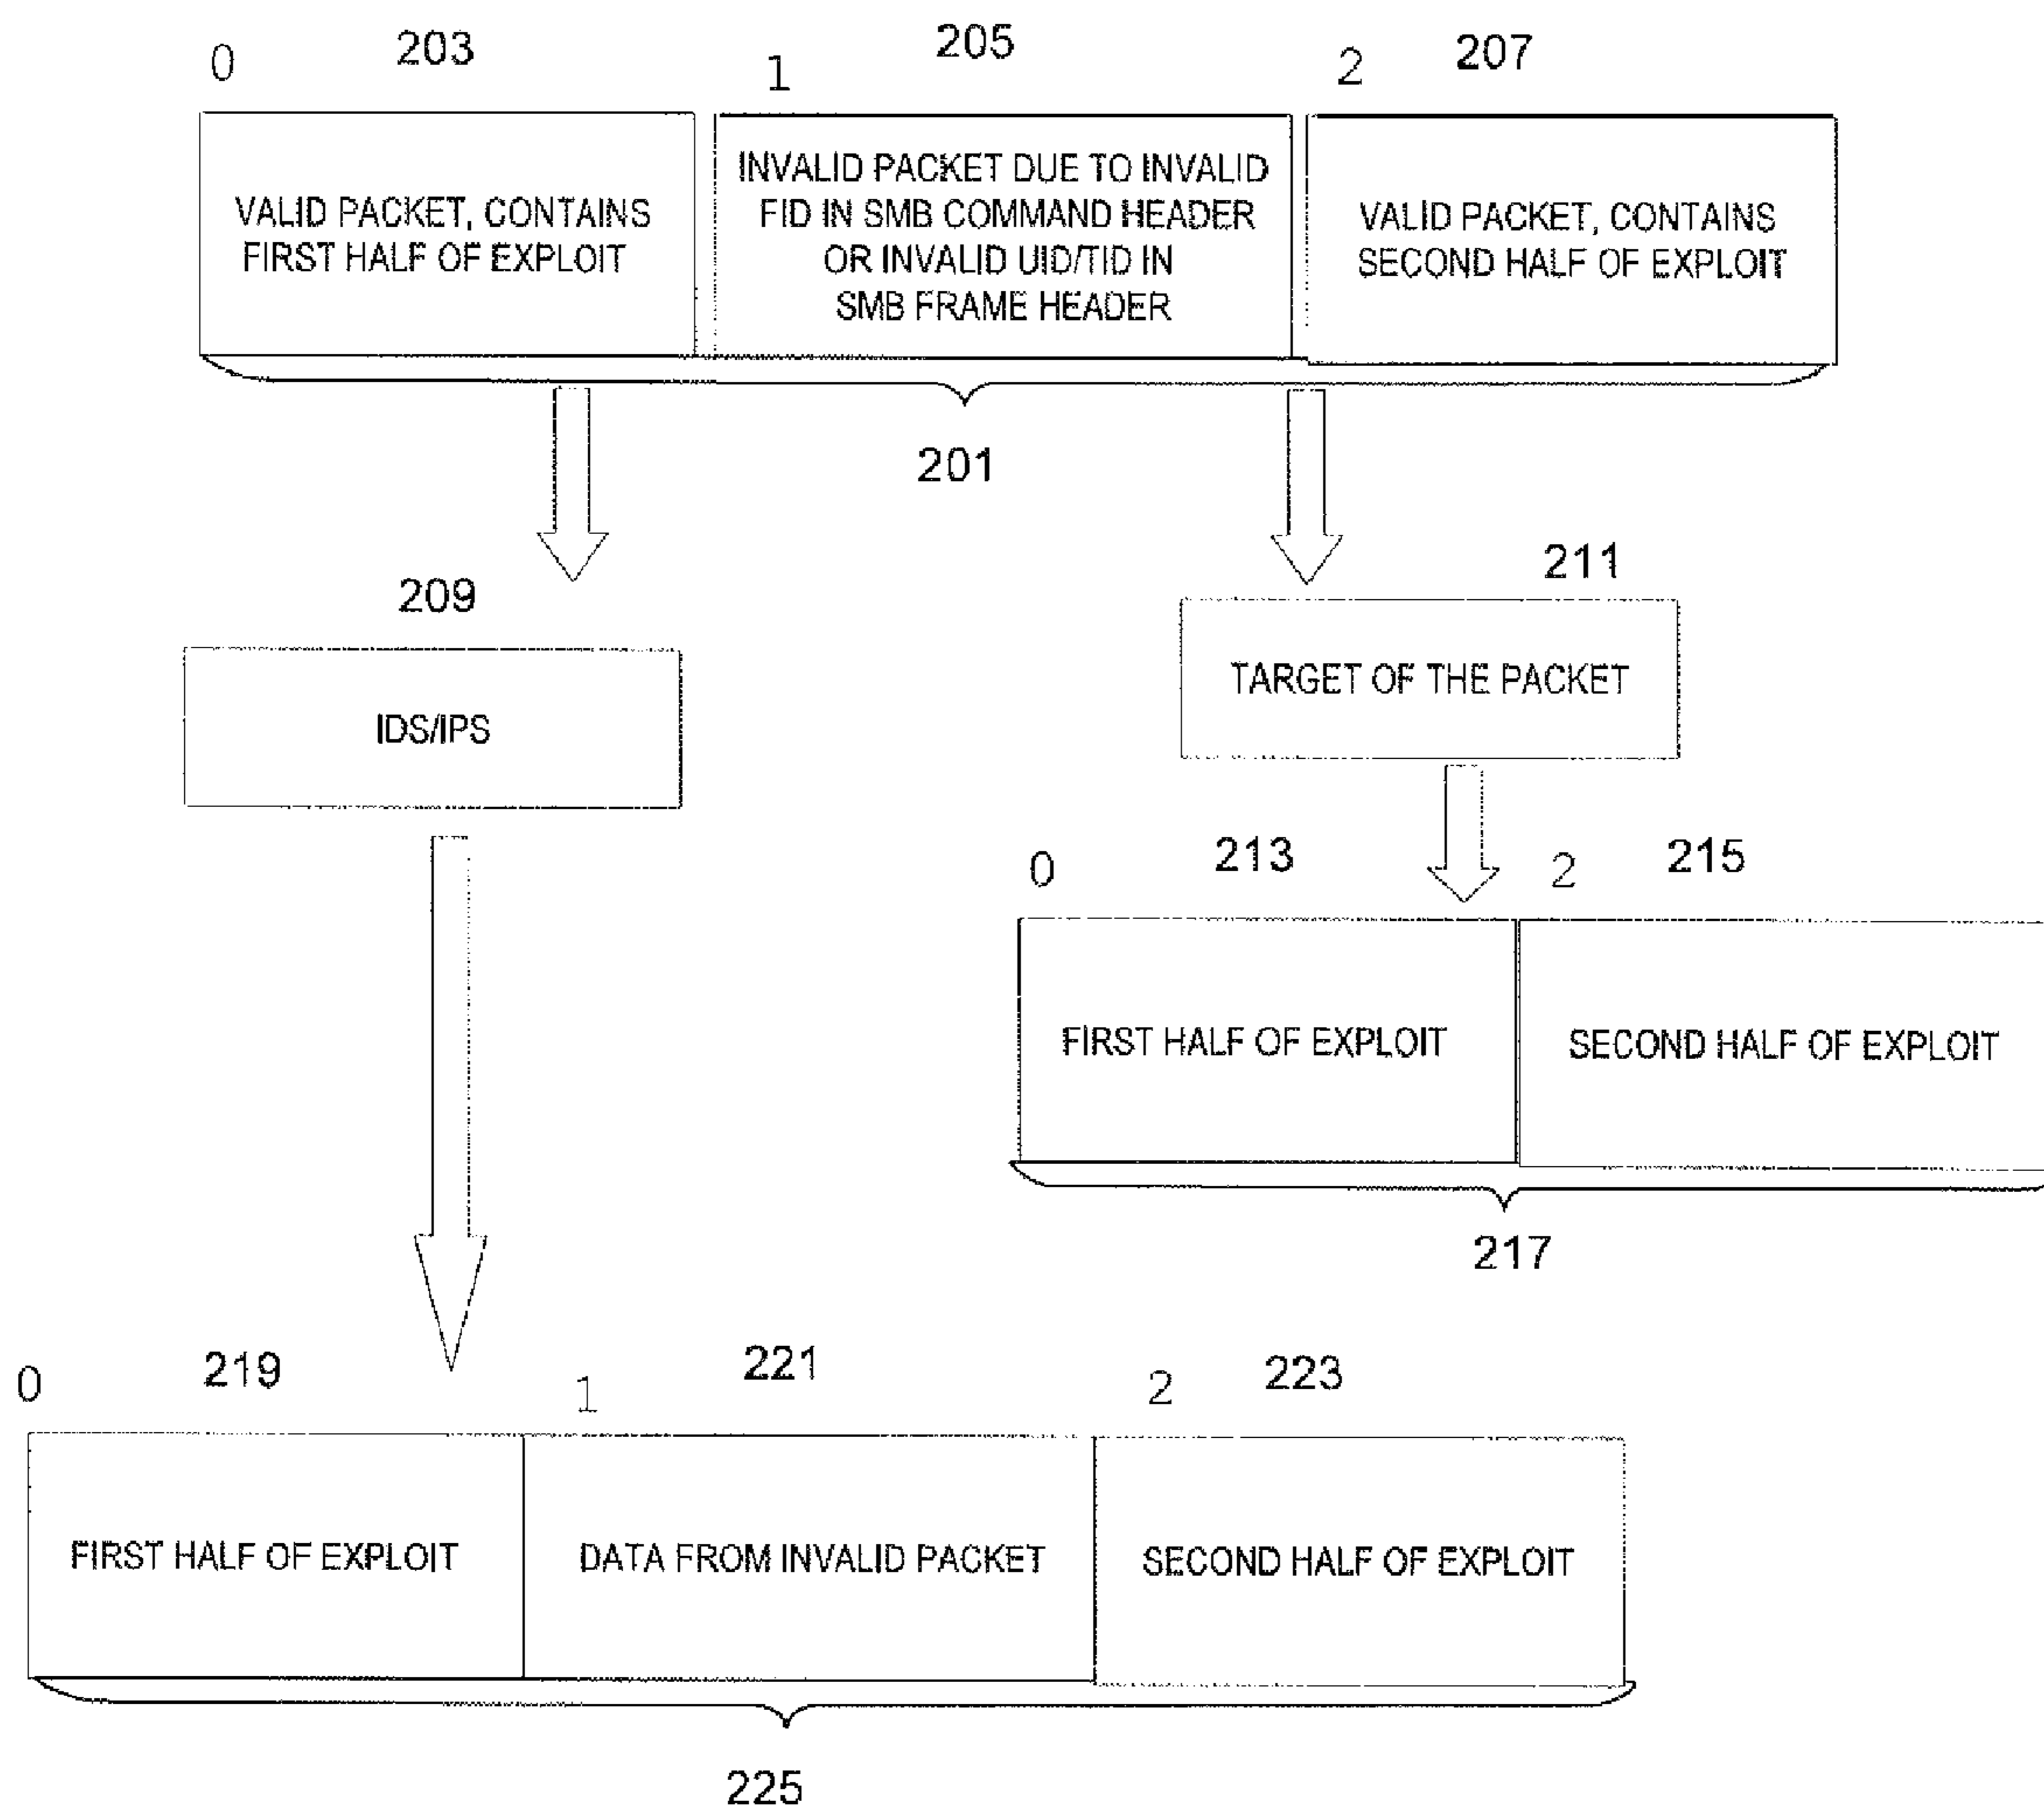 0 203 1 205 2 207
VALID PACKET, CONTAINS
FIRST HALF OF EXPLOIT
INVALID PACKET DUE TO INVALID
FID IN SMB COMMAND HEADER
OR INVALID UID/TID IN
SMB FRAME HEADER
VALID PACKET, CONTAINS
SECOND HALF OF EXPLOIT
201
209
IDS/IPS
211
TARGET OF THE PACKET
0 213 2 215
FIRST HALF OF EXPLOIT
SECOND HALF OF EXPLOIT
217
0 219 1 221 2 223
FIRST HALF OF EXPLOIT
DATA FROM INVALID PACKET
SECOND HALF OF EXPLOIT
225